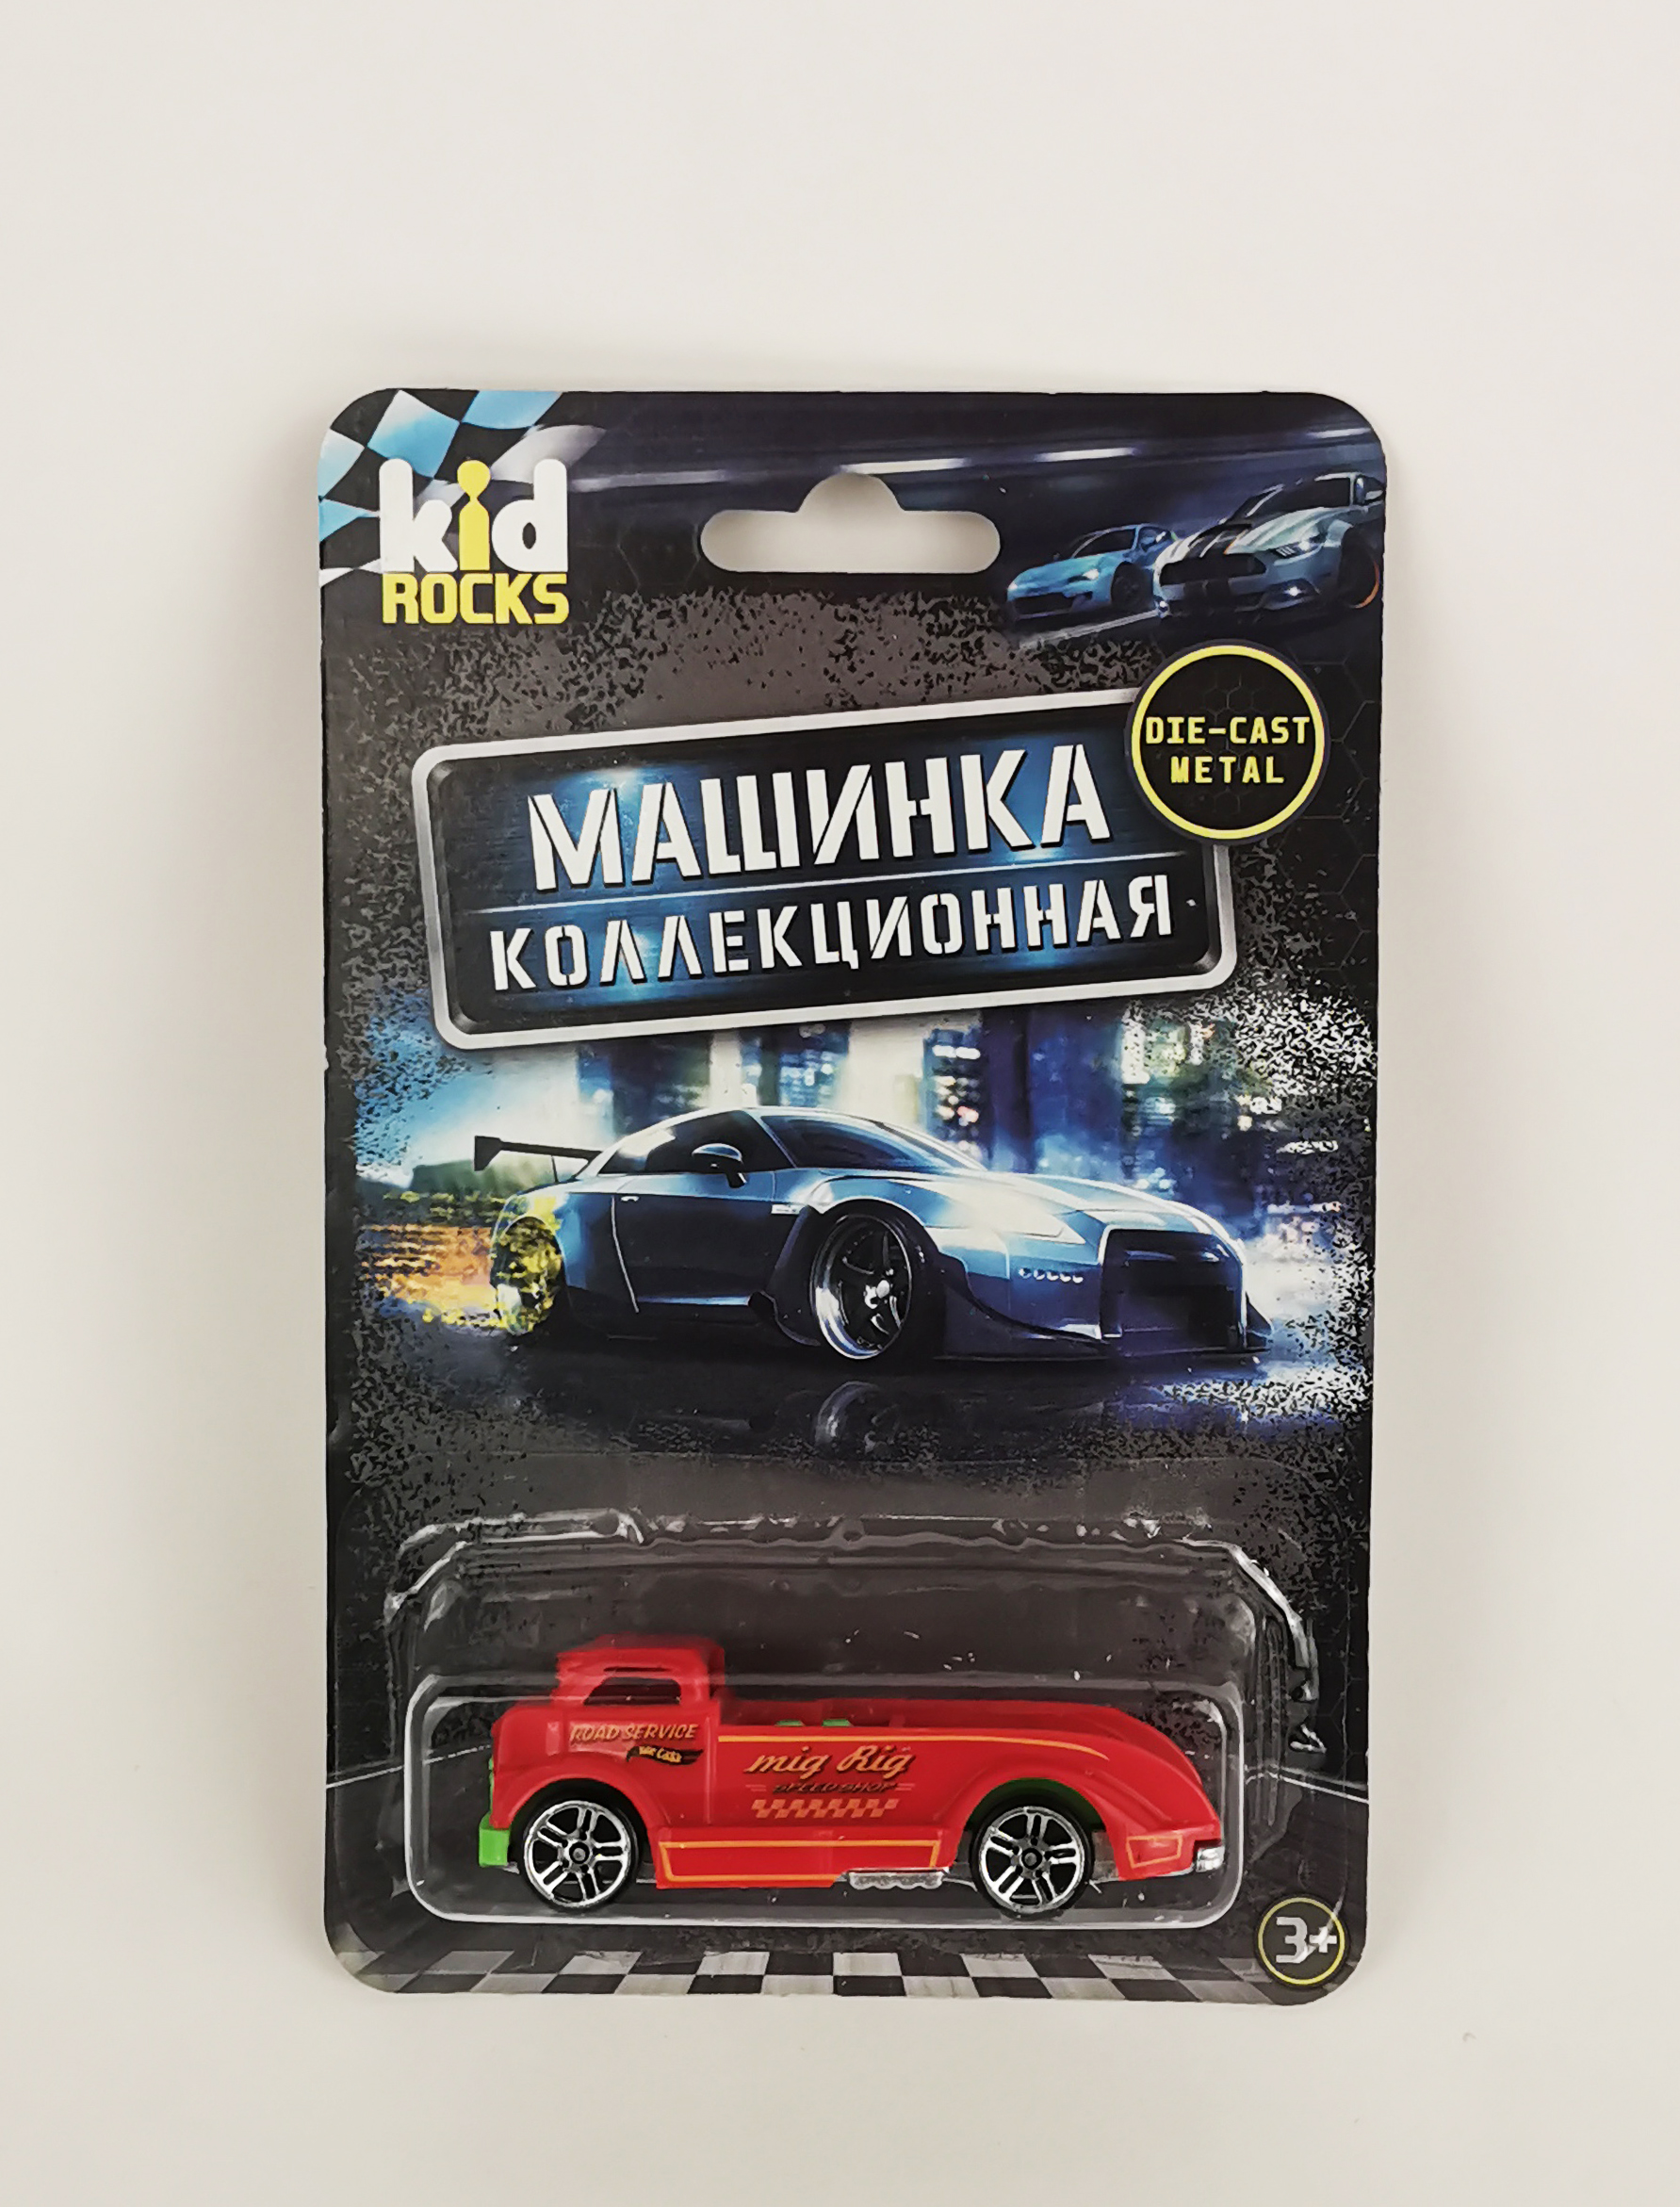 kid
ROCKS
DIE-CAST
METAL
МАШИНКА
КОЛЛЕКЦИОННАЯ
ROAD SERVICE
mig Rig
SPEED SHOP
3+